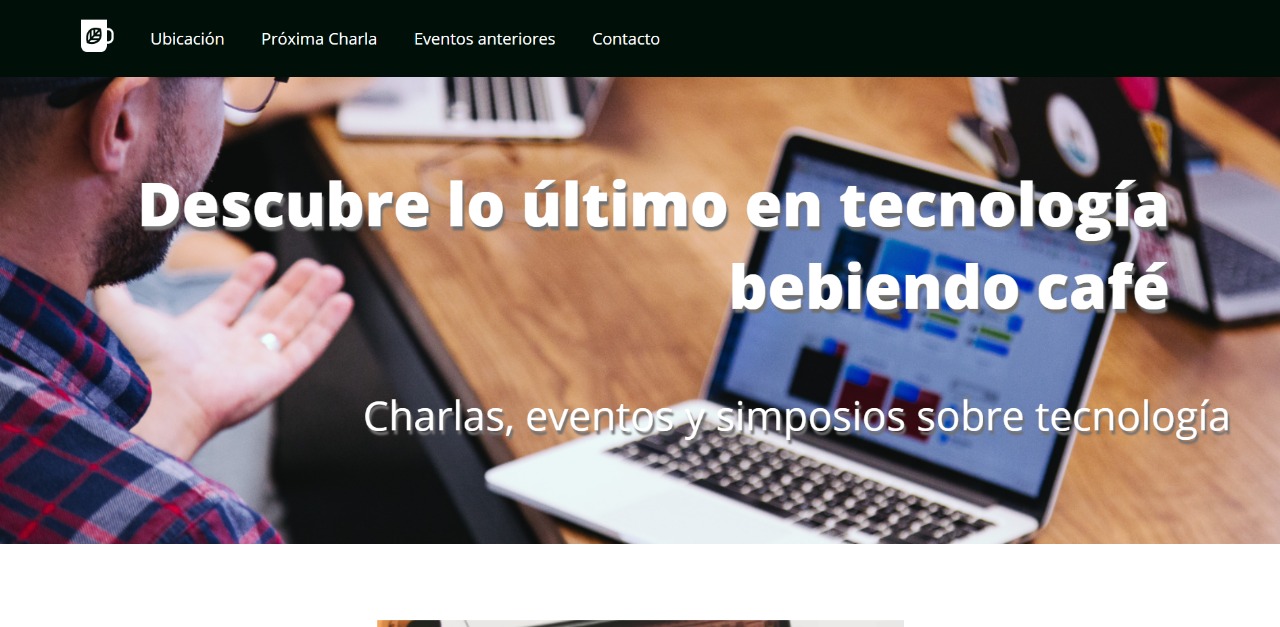 Ubicación Próxima Charla Eventos anteriores Contacto
Descubre lo último en tecnología
bebiendo café
Charlas, eventos y simposios sobre tecnología